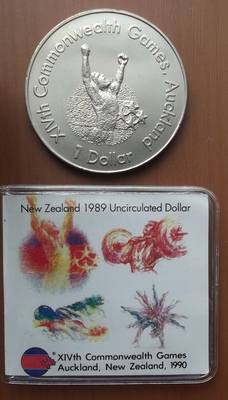 XIVth Commonwealth Games, Auckland
1 Dollar
New Zealand 1989 Uncirculated Dollar
XIVth Commonwealth Games
Auckland, New Zealand, 1990